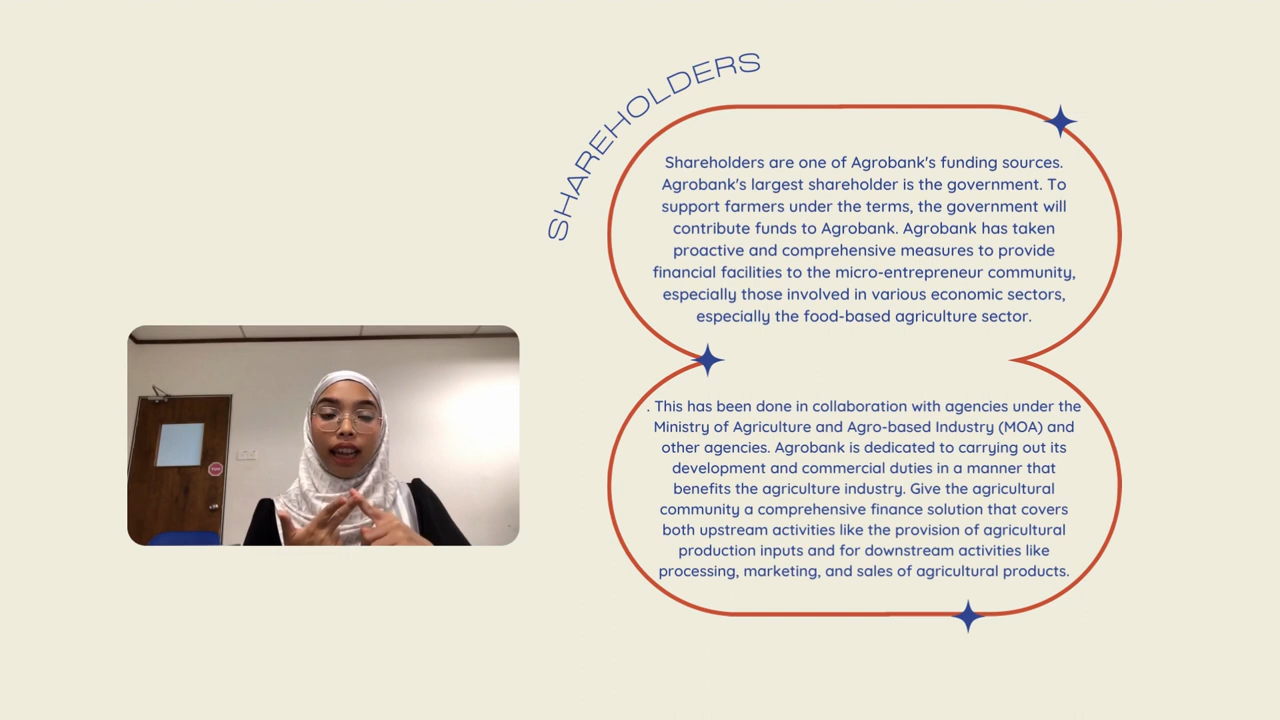 SHAREHOLDERS
Shareholders are one of Agrobank's funding sources.
Agrobank's largest shareholder is the government. To
support farmers under the terms, the government will
contribute funds to Agrobank. Agrobank has taken
proactive and comprehensive measures to provide
financial facilities to the micro-entrepreneur community,
especially those involved in various economic sectors,
especially the food-based agriculture sector.
. This has been done in collaboration with agencies under the
Ministry of Agriculture and Agro-based Industry (MOA) and
other agencies. Agrobank is dedicated to carrying out its
development and commercial duties in a manner that
benefits the agriculture industry. Give the agricultural
community a comprehensive finance solution that covers
both upstream activities like the provision of agricultural
production inputs and for downstream activities like
processing, marketing, and sales of agricultural products.